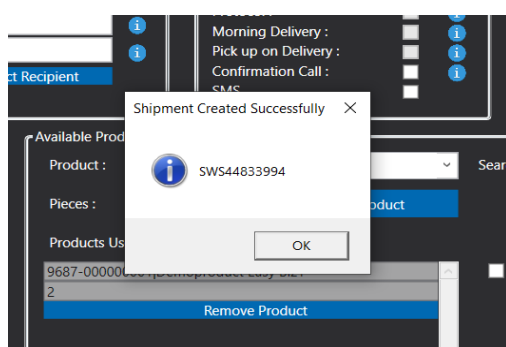 Morning Delivery :
Pick up on Delivery :
ct Recipient
Confirmation Call :
SMS
Shipment Created Successfully
Available Prod
Product :
Sear
SWS44833994
Pieces :
oduct
Products Us
OK
2
Remove Product